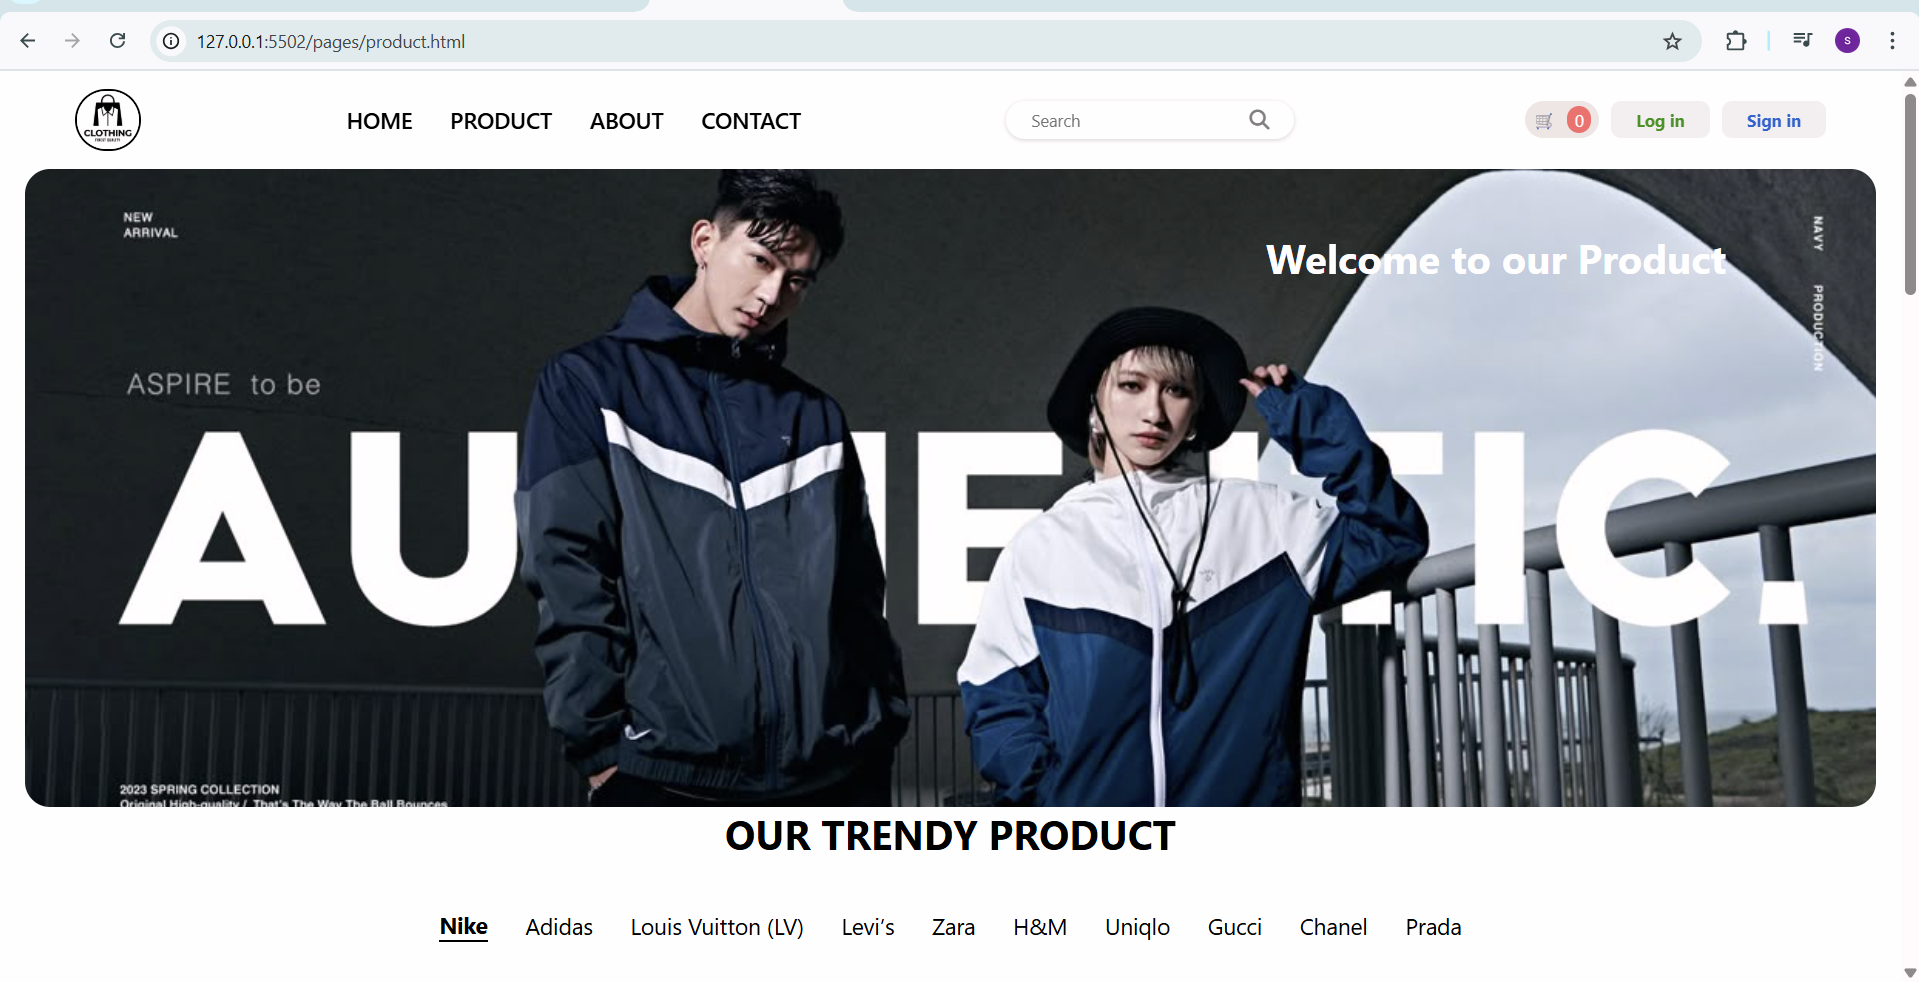 127.0.0.1:5502/pages/product.html
S
CLOTHING
FINEST QUALITY
HOME PRODUCT ABOUT CONTACT
Search
0
Log in
Sign in
NEW
ARRIVAL
Welcome to our Product
NAVY PRODUCTION
ASPIRE to be
AU E TIC.
2023 SPRING COLLECTION
Original High-quality / That's The Way The Ball Bounces
OUR TRENDY PRODUCT
Nike Adidas Louis Vuitton (LV) Levi’s Zara H&M Uniqlo Gucci Chanel Prada